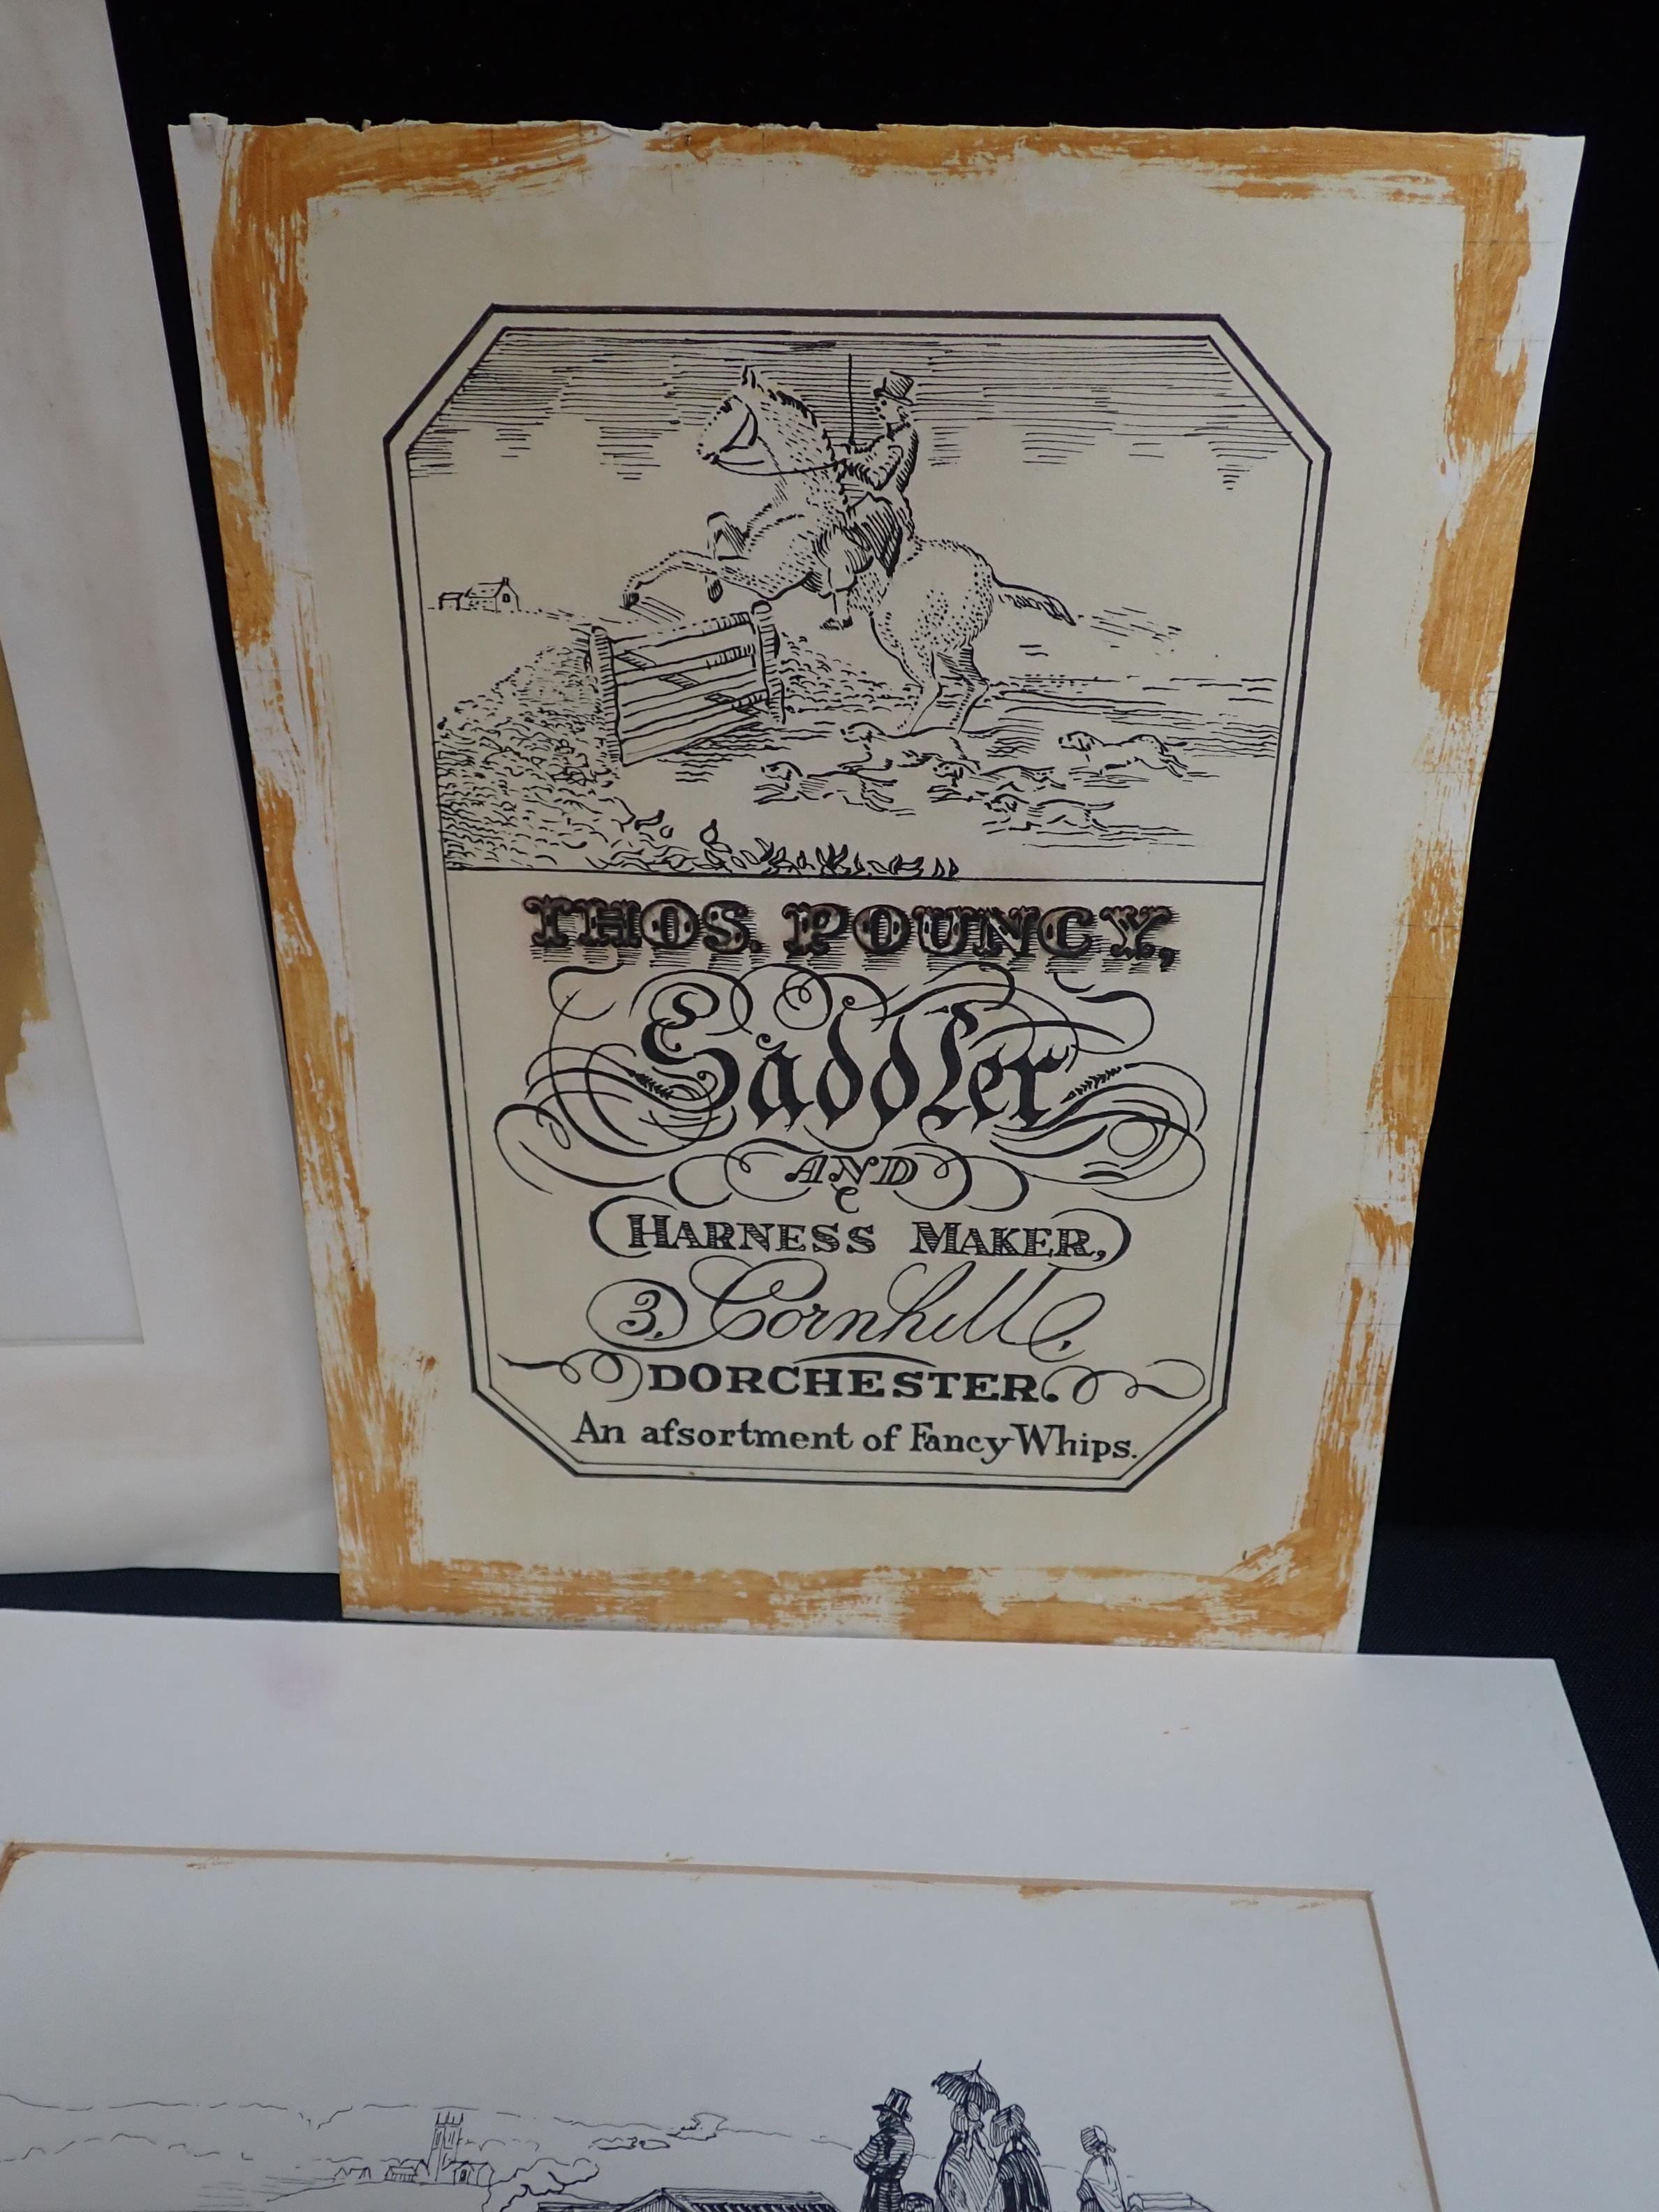 THOS. POUNCY,
Saddler
AND
HARNESS MAKER,
3. Cornhill.
DORCHESTER.
An afsortment of Fancy Whips.